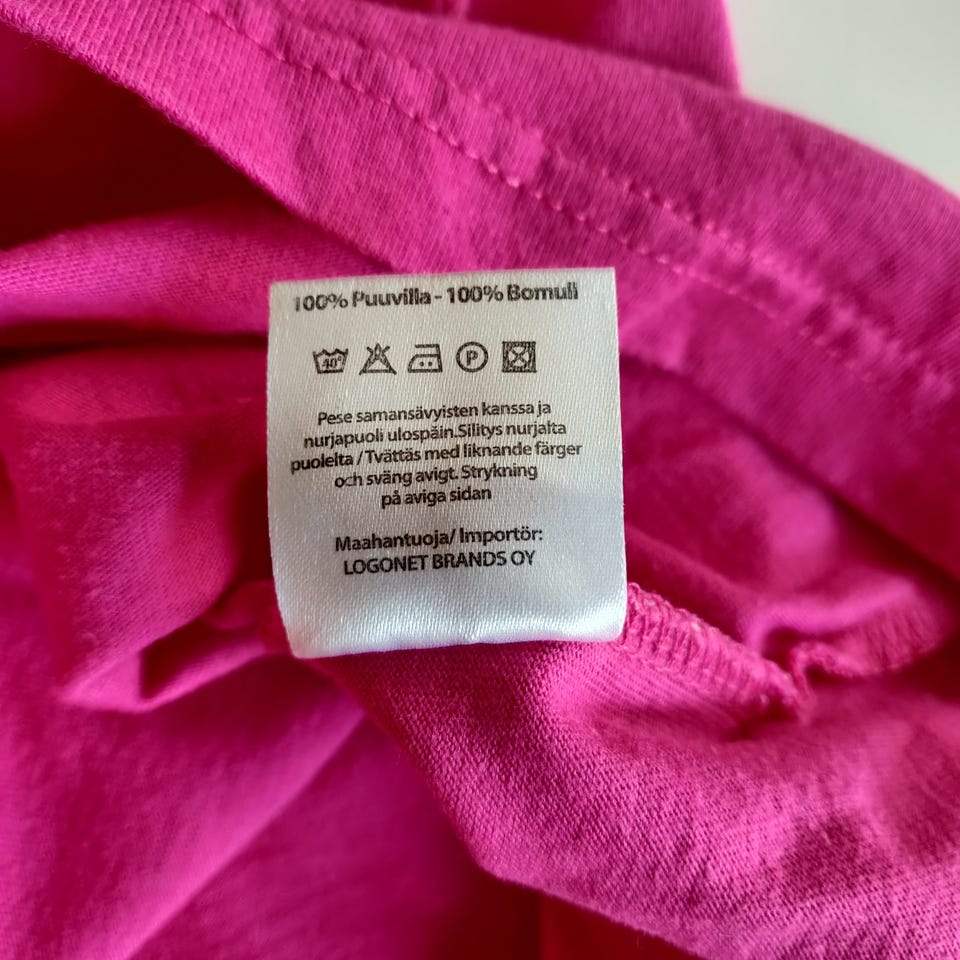 100% Puuvilla - 100% Bomull
40°
P
Pese samansävyisten kanssa ja
nurjapuoli ulospäin.Silitys nurjalta
puolelta / Tvättäs med liknande färger
och sväng avigt. Strykning
på aviga sidan
Maahantuoja/ Importör:
LOGONET BRANDS OY